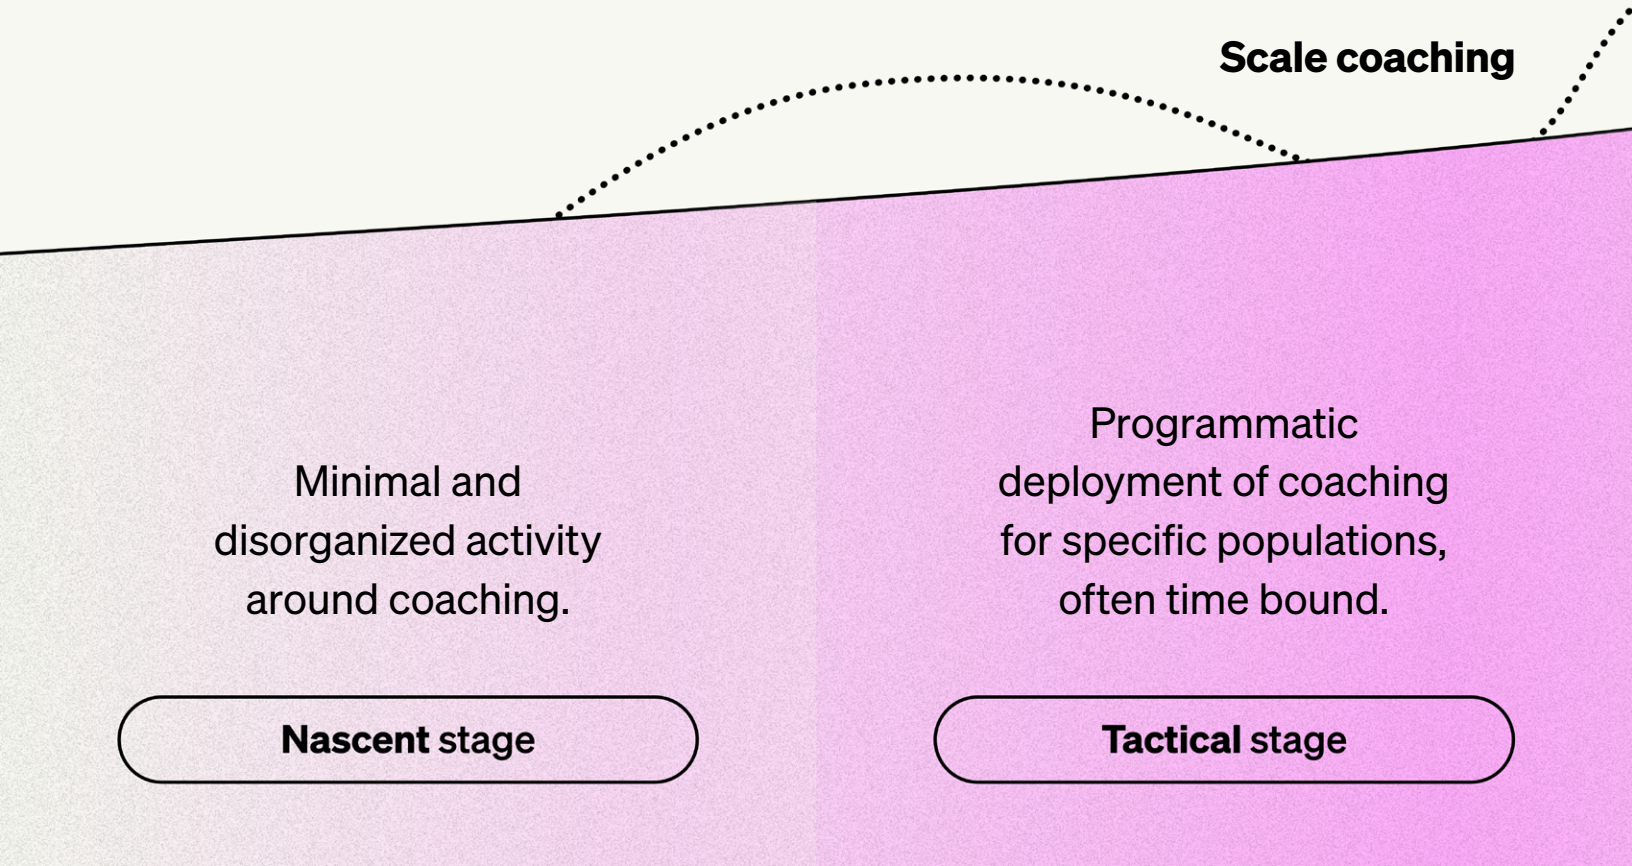 Scale coaching
Minimal and
disorganized activity
around coaching.
Nascent stage
Programmatic
deployment of coaching
for specific populations,
often time bound.
Tactical stage